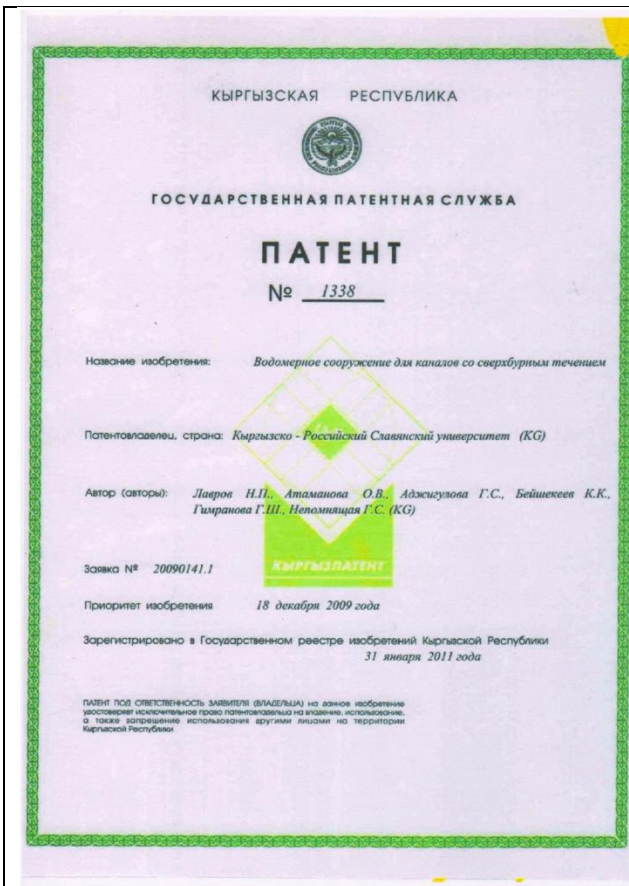 КЫРГЫЗСКАЯ РЕСПУБЛИКА
ГОСУДАРСТВЕННАЯ ПАТЕНТНАЯ СЛУЖБА
ПАТЕНТ
№ 1338
Название изобретения: Водомерное сооружение для каналов со сверхбурным течением
Патентовладелец, страна: Кыргызско - Российский Славянский университет (KG)
Автор (авторы): Лавров Н.П., Атаманова О.В., Аджигулова Г.С., Бейшекеев К.К.,
Гимранова Г.Ш., Непомнящая Г.С. (KG)
КЫРГЫЗПАТЕНТ
Заявка № 20090141.1
Приоритет изобретения 18 декабря 2009 года
Зарегистрировано в Государственном реестре изобретений Кыргызской Республики
31 января 2011 года
ПАТЕНТ ПОД ОТВЕТСТВЕННОСТЬ ЗАЯВИТЕЛЯ (ВЛАДЕЛЬЦА) на данное изобретение
удостоверяет исключительное право патентовладельца на владение, использование,
а также запрещение использования другими лицами на территории
Кыргызской Республики